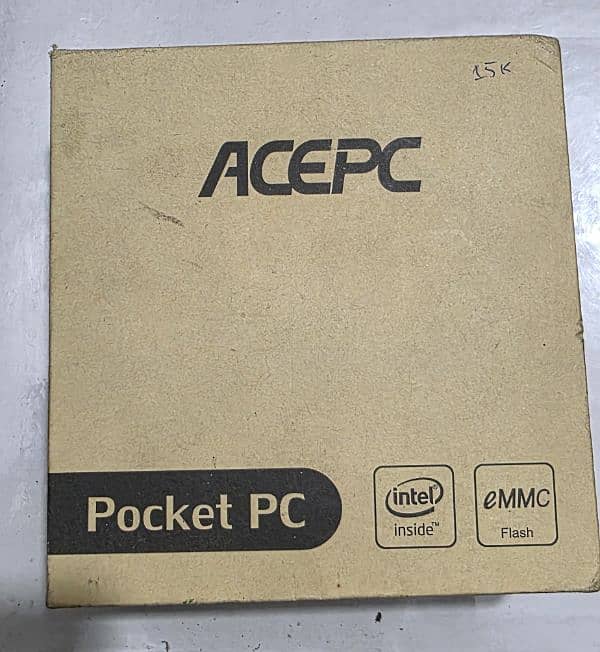 15K
ACEPC
Pocket PC
intel®
inside™
eMMC
Flash